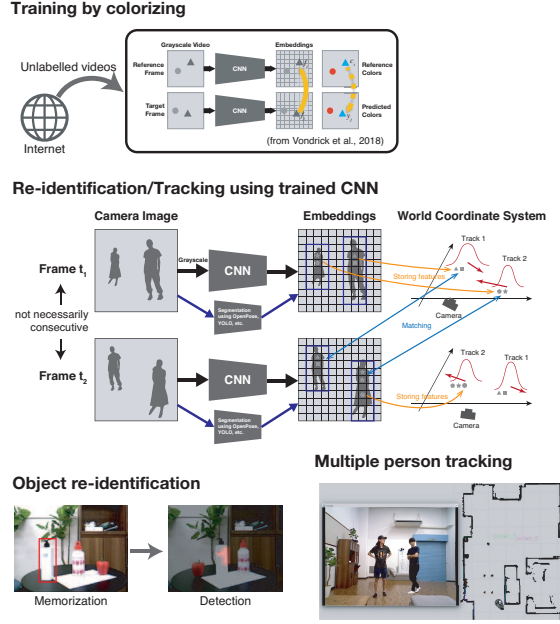 Training by colorizing
Unlabelled videos
Internet
Grayscale Video
Embeddings
Reference
Frame
CNN
Reference
Colors
Target
Frame
CNN
Predicted
Colors
(from Vondrick et al., 2018)
Re-identification/Tracking using trained CNN
Camera Image
Embeddings
World Coordinate System
Frame t1
Grayscale
CNN
Segmentation
using OpenPose,
YOLO, etc.
Storing features
Track 1
Track 2
Camera
not necessarily
consecutive
Matching
Frame t2
CNN
Segmentation
using OpenPose,
YOLO, etc.
Storing features
Track 2
Track 1
Camera
Object re-identification
Memorization
Detection
Multiple person tracking